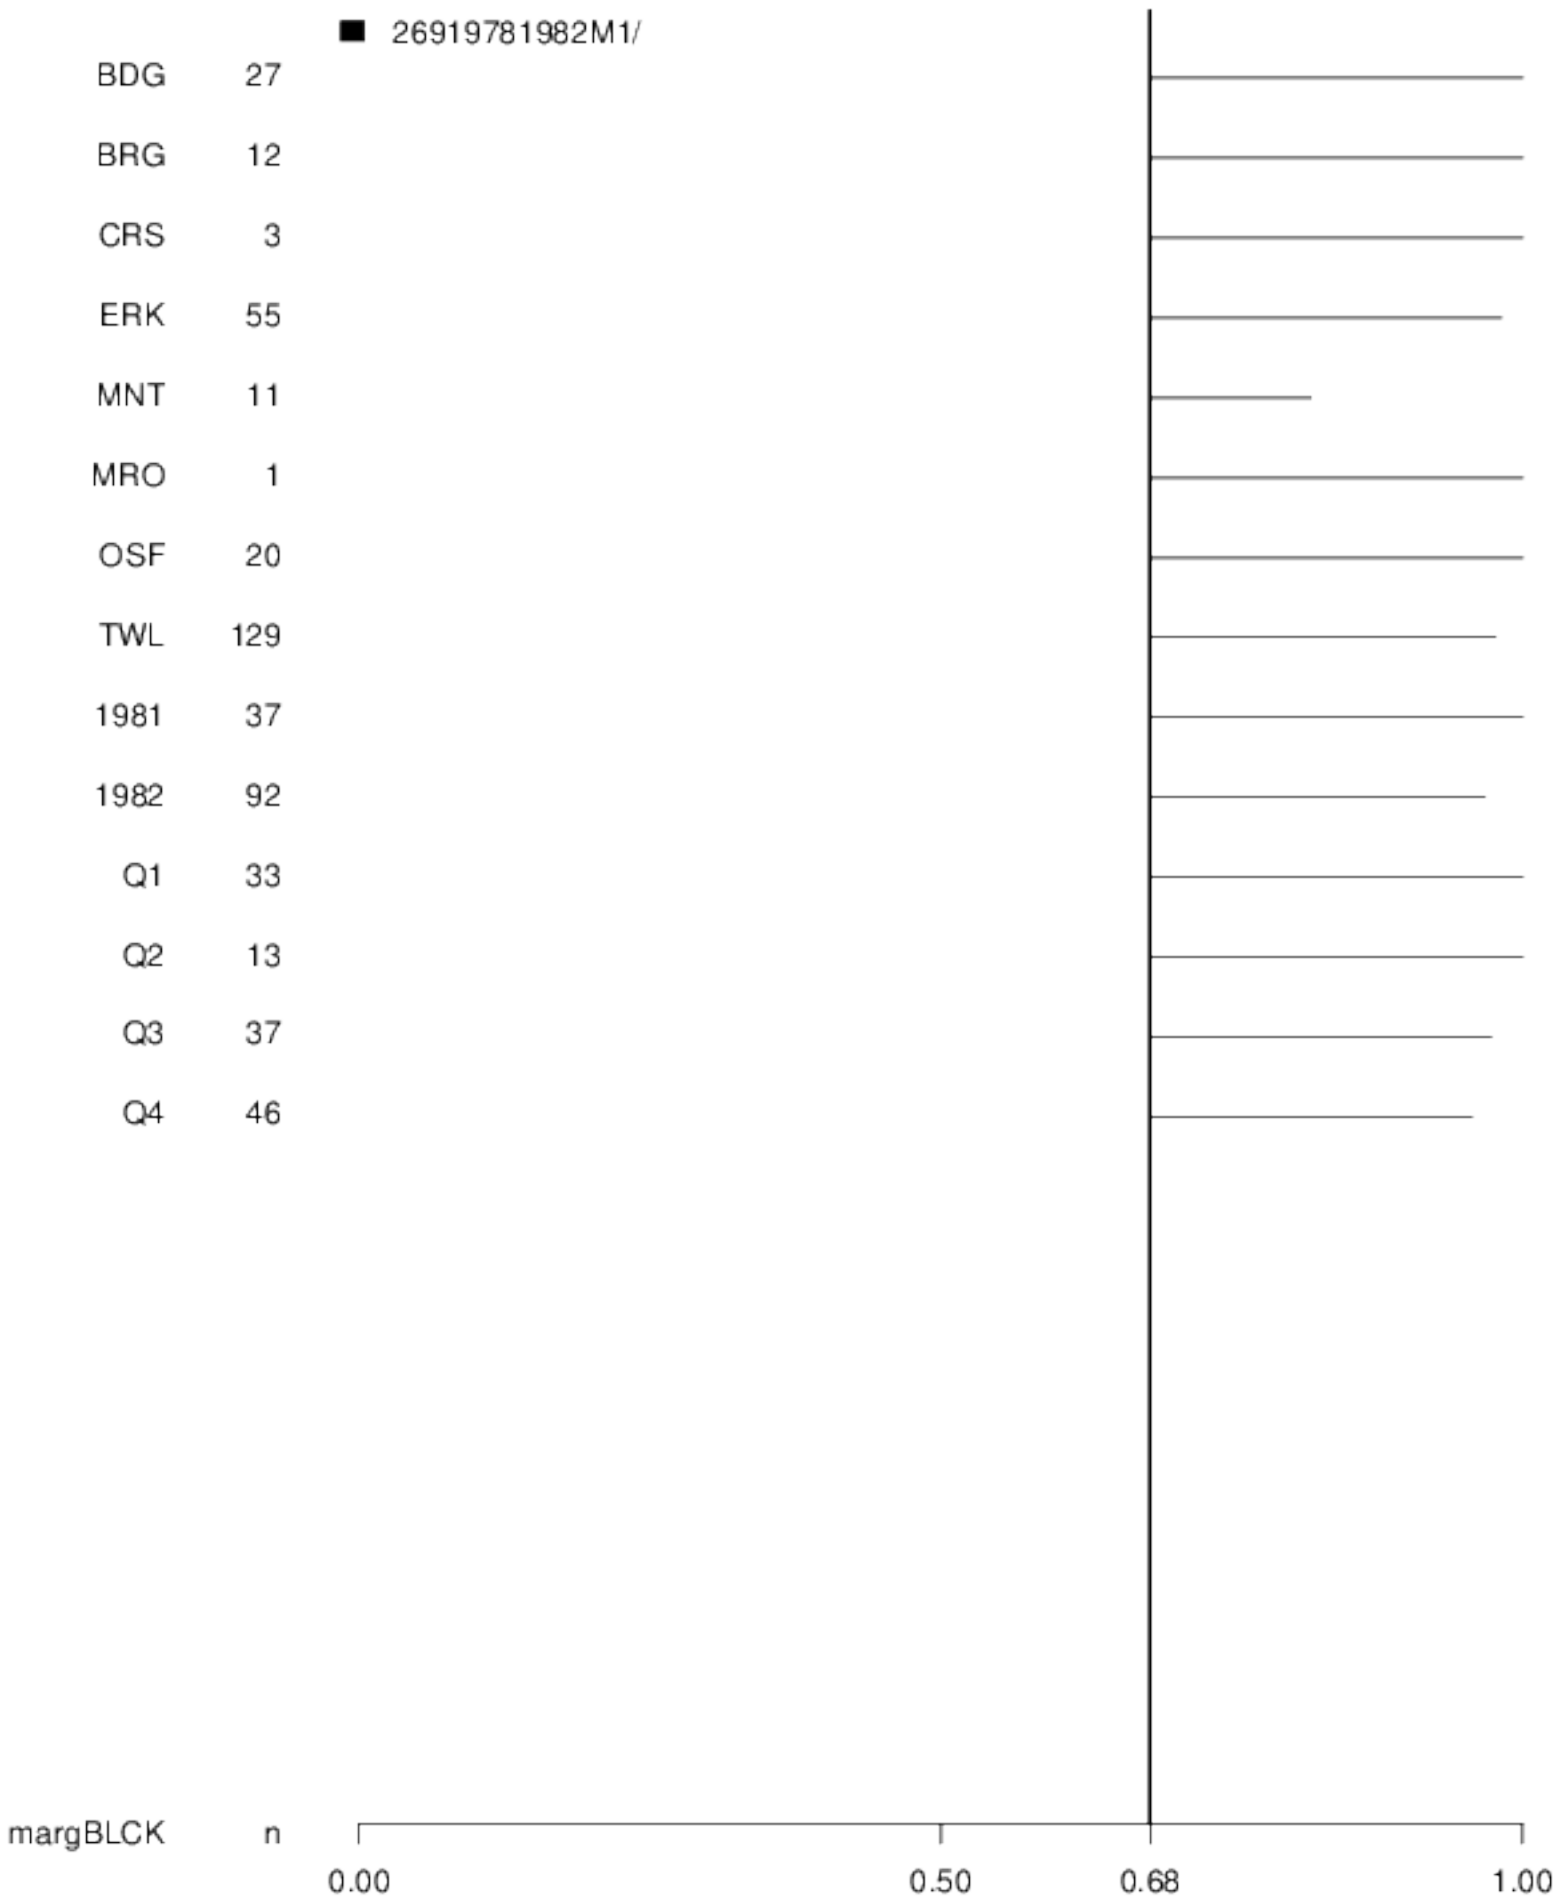 26919781982M1/
BDG 27
BRG 12
CRS 3
ERK 55
MNT 11
MRO 1
OSF 20
TWL 129
1981 37
1982 92
Q1 33
Q2 13
Q3 37
Q4 46
margBLCK n
0.00 0.50 0.68 1.00